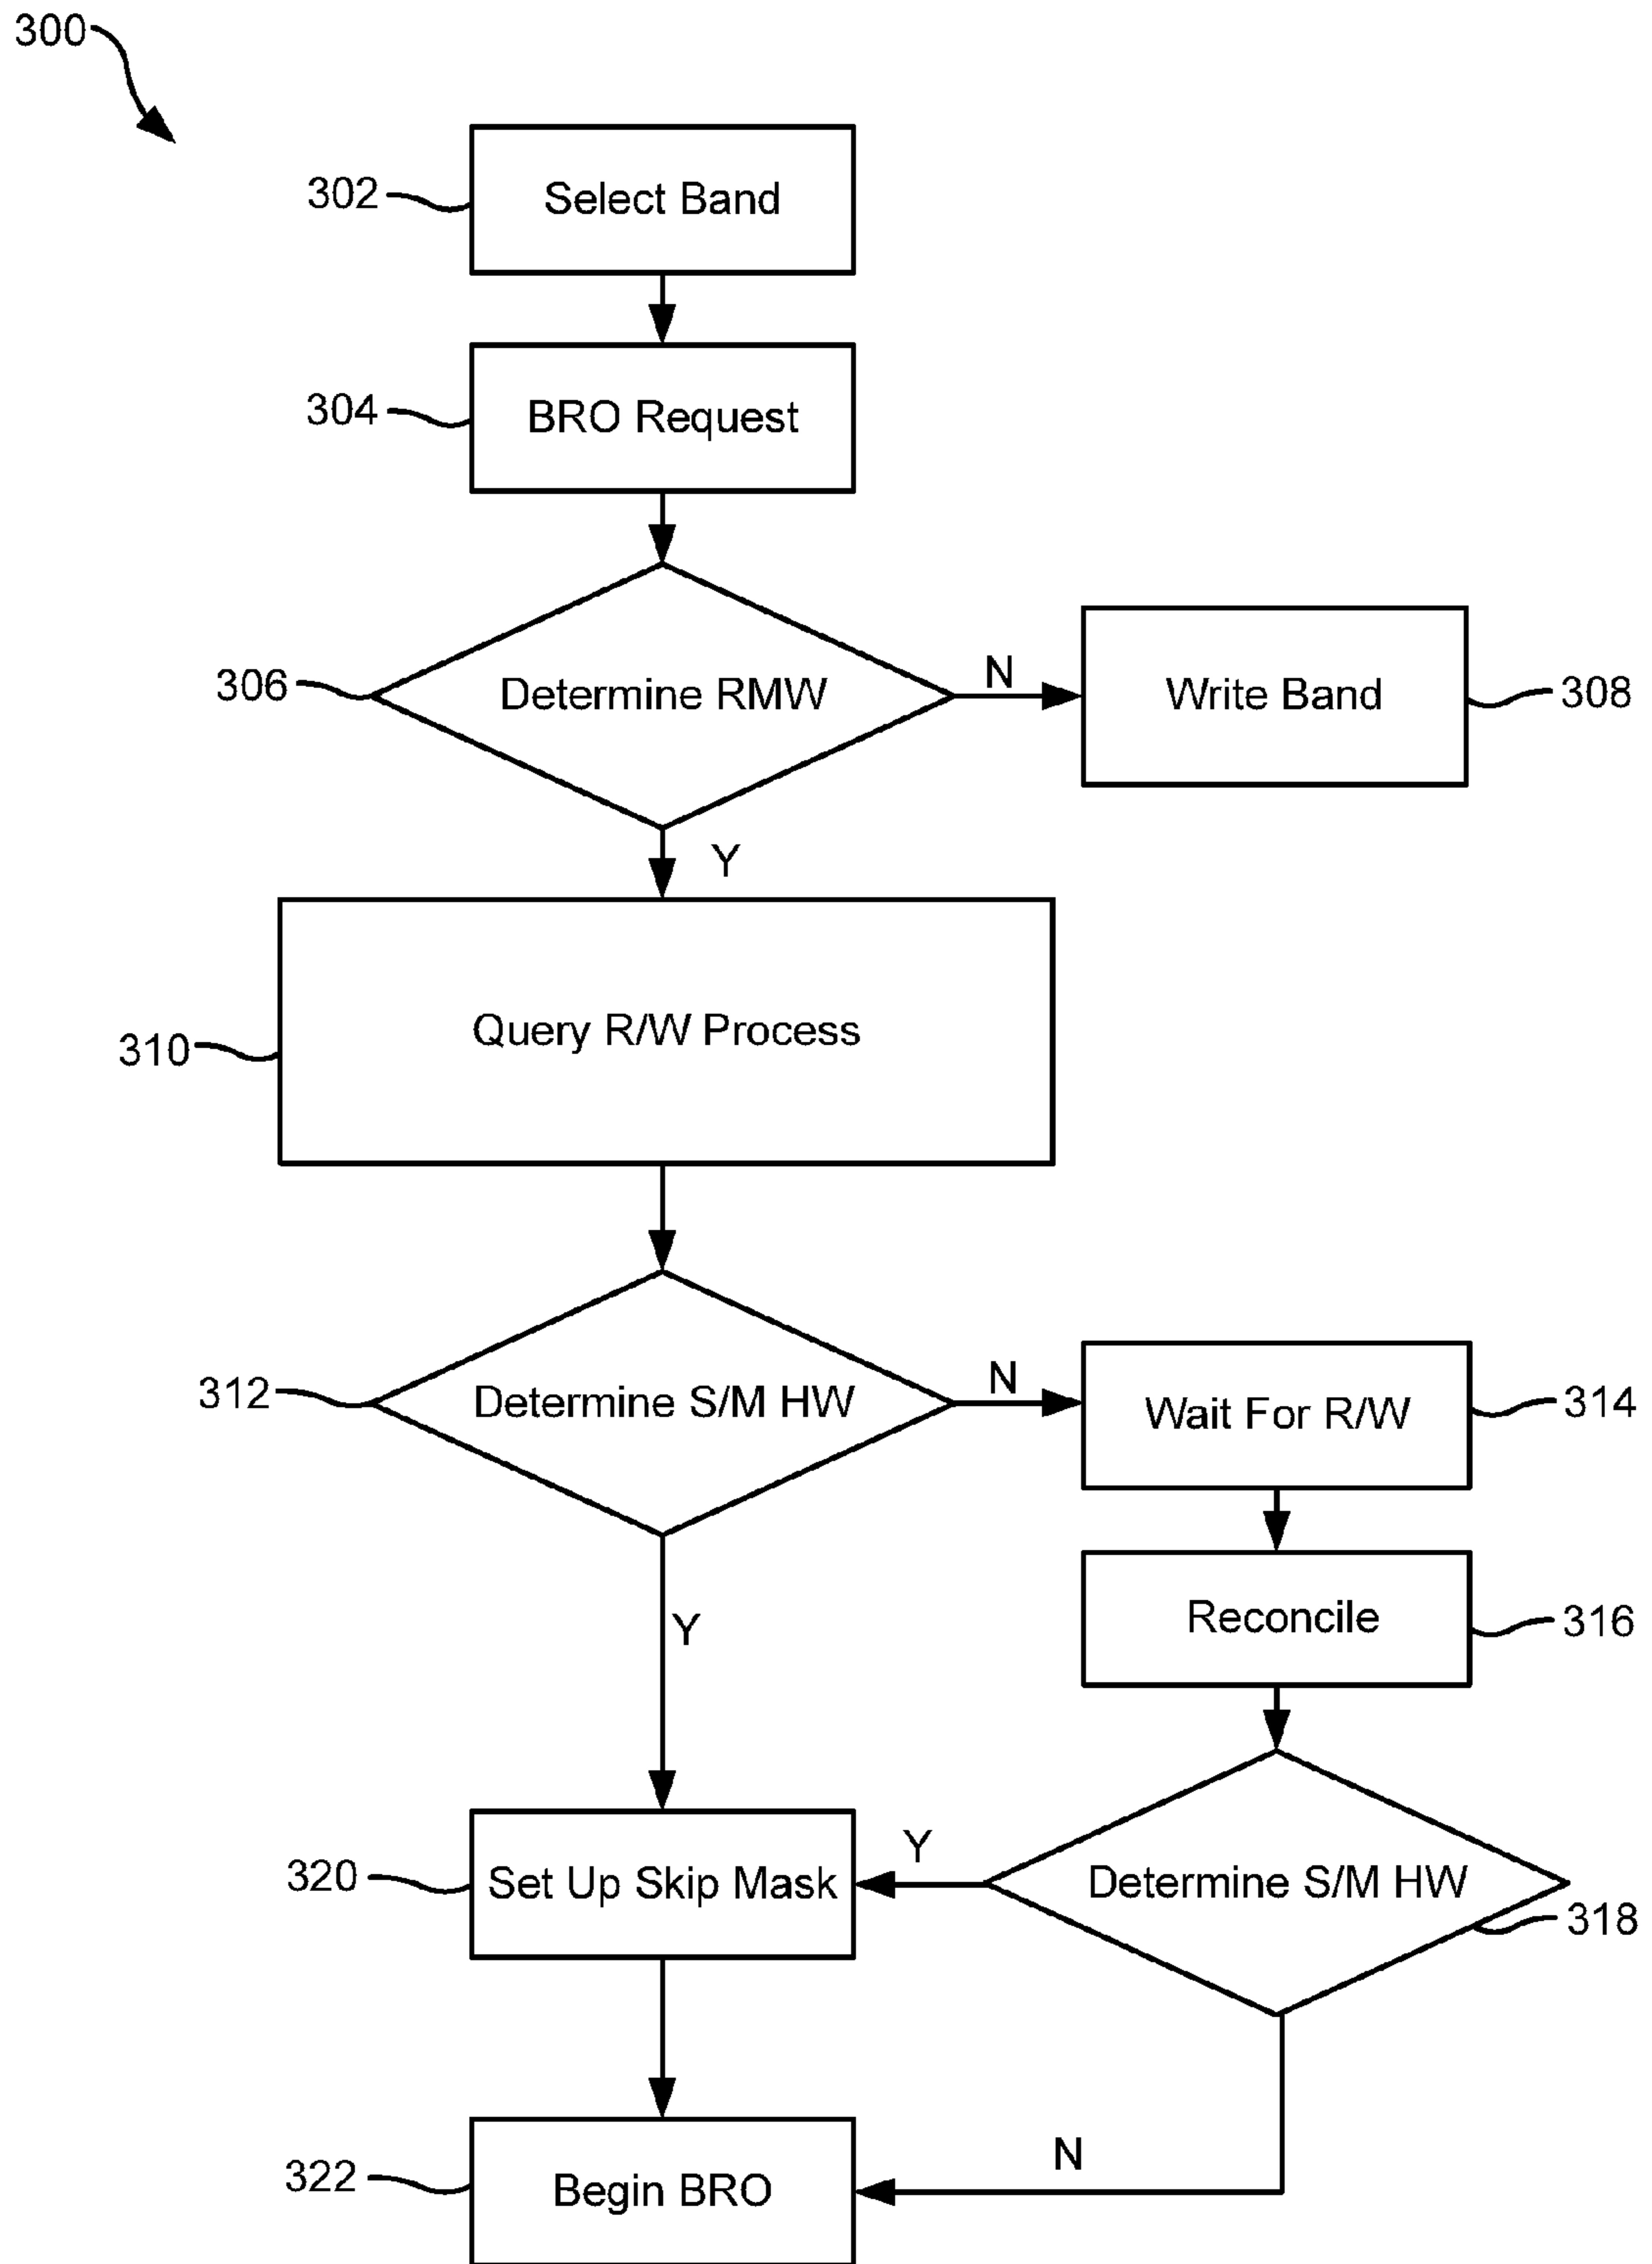 300
302
Select Band
304
BRO Request
306
Determine RMW
N
Write Band
308
Y
310
Query R/W Process
312
Determine S/M HW
N
Wait For R/W
314
Reconcile
316
Y
320
Set Up Skip Mask
Y
Determine S/M HW
318
322
Begin BRO
N